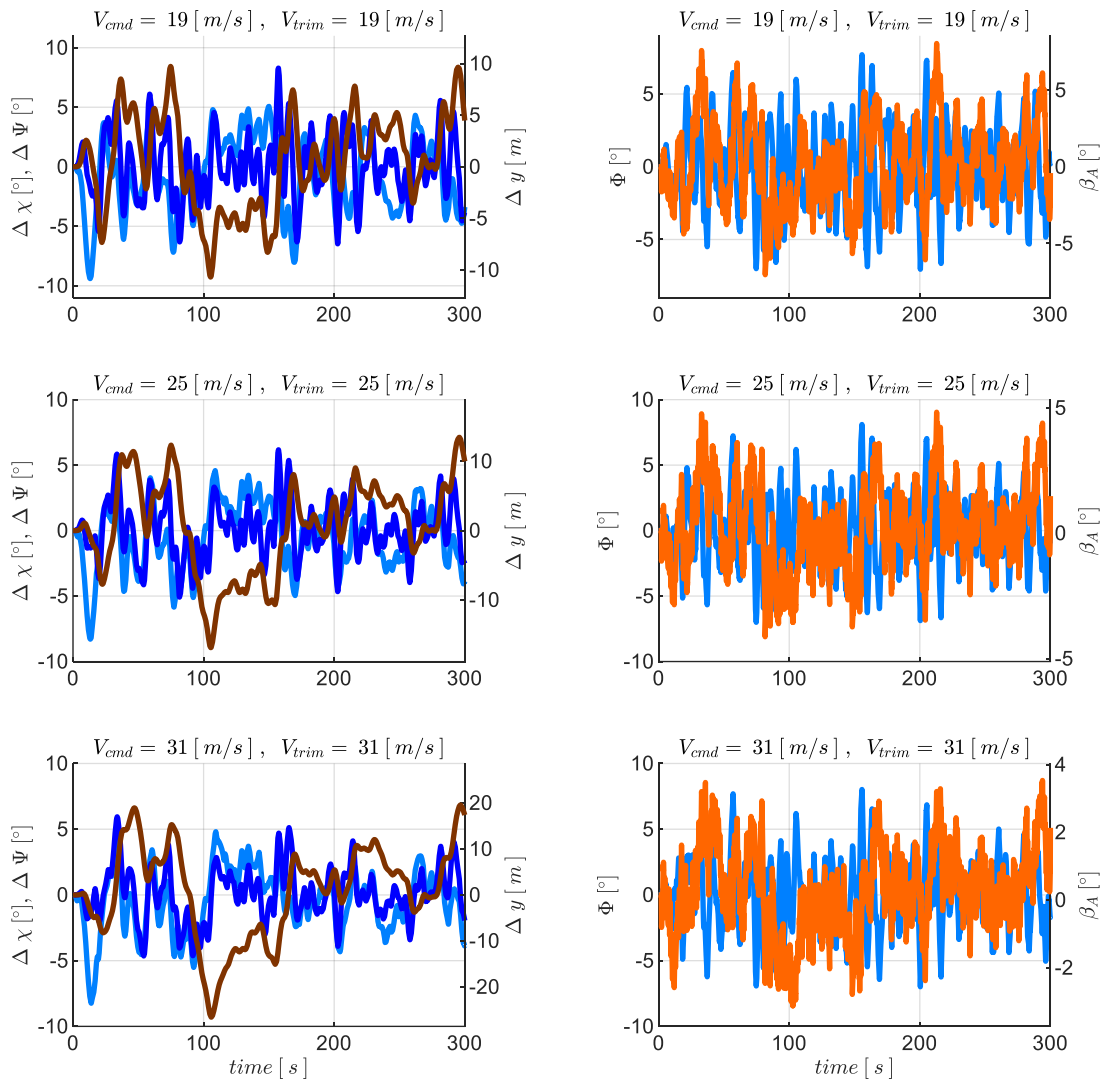 V_cmd = 19 [ m/s ] , V_trim = 19 [ m/s ]
10
5
0
-5
-10
Δ χ [°], Δ Ψ [°]
10
5
0
-5
-10
Δ y [ m ]
0 100 200 300
V_cmd = 19 [ m/s ] , V_trim = 19 [ m/s ]
5
0
-5
Φ [°]
5
0
-5
β_A [°]
0 100 200 300
V_cmd = 25 [ m/s ] , V_trim = 25 [ m/s ]
10
5
0
-5
-10
Δ χ [°], Δ Ψ [°]
10
0
-10
Δ y [ m ]
0 100 200 300
V_cmd = 25 [ m/s ] , V_trim = 25 [ m/s ]
10
5
0
-5
-10
Φ [°]
5
0
-5
β_A [°]
0 100 200 300
V_cmd = 31 [ m/s ] , V_trim = 31 [ m/s ]
10
5
0
-5
-10
Δ χ [°], Δ Ψ [°]
20
10
0
-10
-20
Δ y [ m ]
0 100 200 300
time [ s ]
V_cmd = 31 [ m/s ] , V_trim = 31 [ m/s ]
10
5
0
-5
-10
Φ [°]
4
2
0
-2
β_A [°]
0 100 200 300
time [ s ]